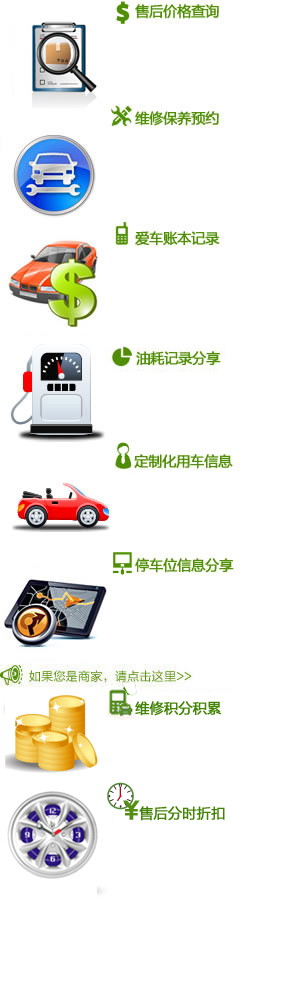 售后价格查询
维修保养预约
爱车账本记录
油耗记录分享
定制化用车信息
停车位信息分享
如果您是商家，请点击这里>>
维修积分积累
售后分时折扣